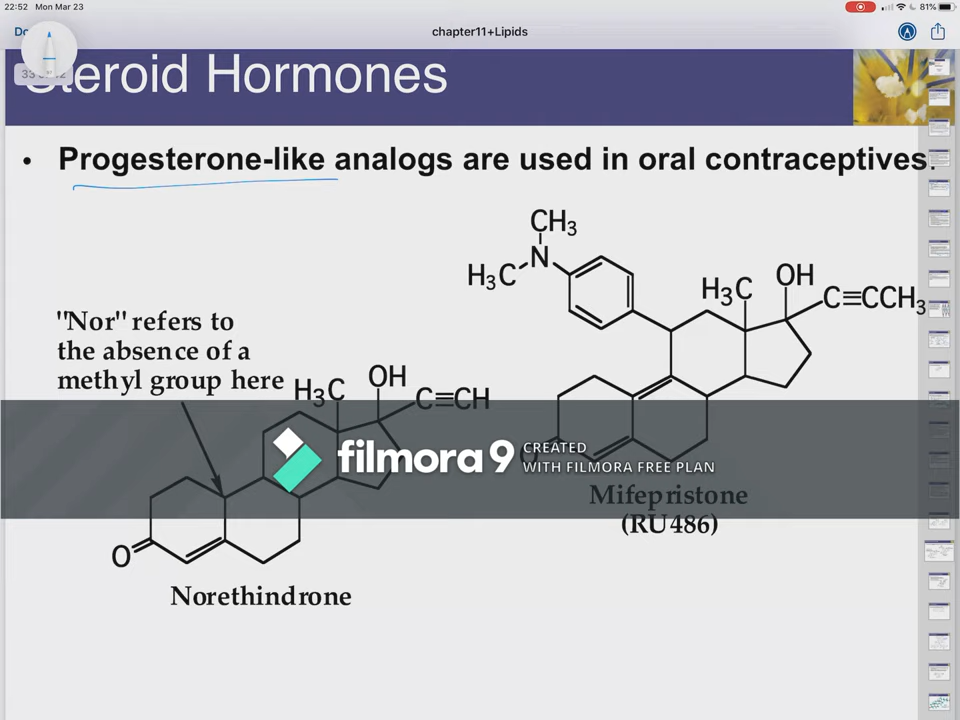 22:52 Mon Mar 23
81%
chapter11+Lipids
Steroid Hormones
• Progesterone-like analogs are used in oral contraceptives.
CH3
N
H3C
H3C
OH
C≡CCH3
"Nor" refers to
the absence of a
methyl group here
H3C
OH
C≡CH
filmora9
CREATED
WITH FILMORA FREE PLAN
O
Mifepristone
(RU486)
O
Norethindrone